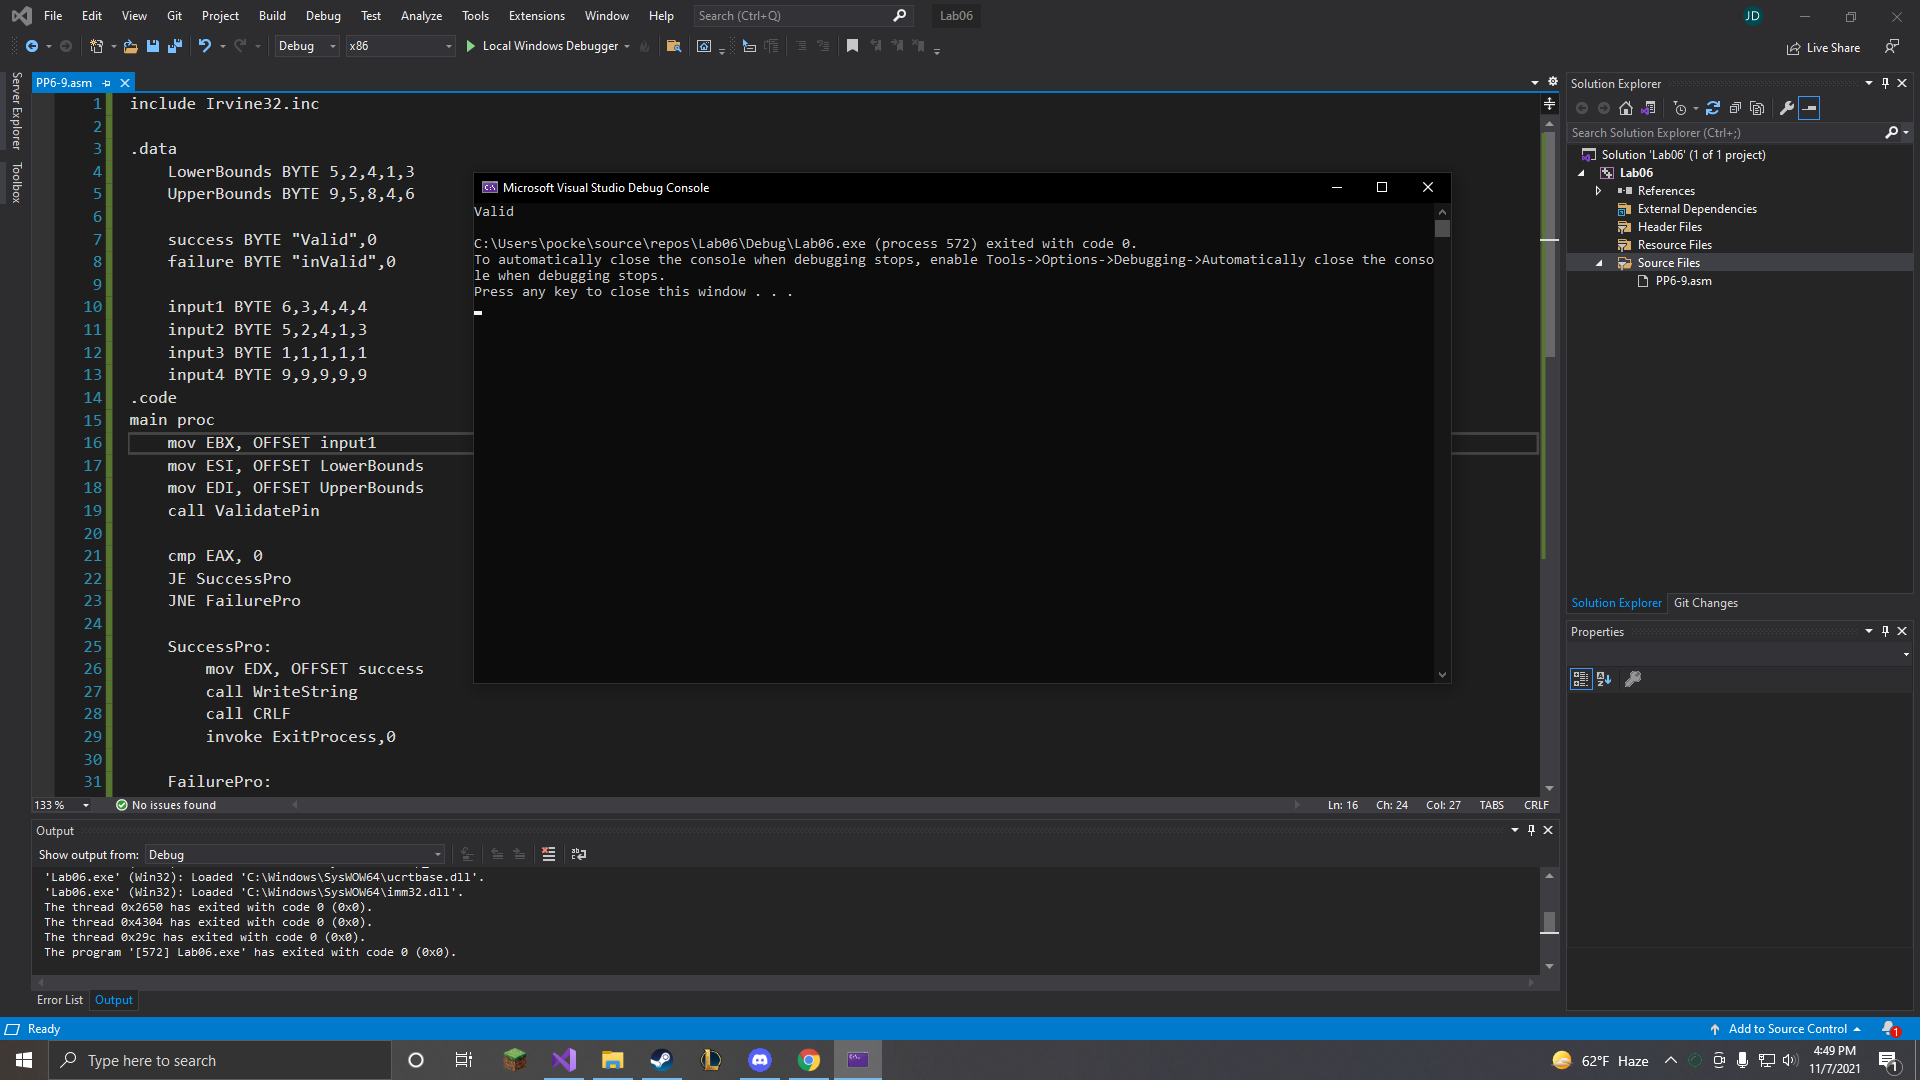 File Edit View Git Project Build Debug Test Analyze Tools Extensions Window Help Search (Ctrl+Q) Lab06 JD
Debug x86 Local Windows Debugger Live Share
Server Explorer
Toolbox
PP6-9.asm
1 include Irvine32.inc
2
3 .data
4 LowerBounds BYTE 5,2,4,1,3
5 UpperBounds BYTE 9,5,8,4,6
6
7 success BYTE "Valid",0
8 failure BYTE "inValid",0
9
10 input1 BYTE 6,3,4,4,4
11 input2 BYTE 5,2,4,1,3
12 input3 BYTE 1,1,1,1,1
13 input4 BYTE 9,9,9,9,9
14 .code
15 main proc
16 mov EBX, OFFSET input1
17 mov ESI, OFFSET LowerBounds
18 mov EDI, OFFSET UpperBounds
19 call ValidatePin
20
21 cmp EAX, 0
22 JE SuccessPro
23 JNE FailurePro
24
25 SuccessPro:
26 mov EDX, OFFSET success
27 call WriteString
28 call CRLF
29 invoke ExitProcess,0
30
31 FailurePro:
133 % No issues found Ln: 16 Ch: 24 Col: 27 TABS CRLF
Microsoft Visual Studio Debug Console
Valid
C:\Users\pocke\source\repos\Lab06\Debug\Lab06.exe (process 572) exited with code 0.
To automatically close the console when debugging stops, enable Tools->Options->Debugging->Automatically close the conso
le when debugging stops.
Press any key to close this window . . .
Solution Explorer
Search Solution Explorer (Ctrl+;)
Solution 'Lab06' (1 of 1 project)
Lab06
References
External Dependencies
Header Files
Resource Files
Source Files
PP6-9.asm
Solution Explorer Git Changes
Properties
Output
Show output from: Debug
'Lab06.exe' (Win32): Loaded 'C:\Windows\SysWOW64\ucrtbase.dll'.
'Lab06.exe' (Win32): Loaded 'C:\Windows\SysWOW64\imm32.dll'.
The thread 0x2650 has exited with code 0 (0x0).
The thread 0x4304 has exited with code 0 (0x0).
The thread 0x29c has exited with code 0 (0x0).
The program '[572] Lab06.exe' has exited with code 0 (0x0).
Error List Output
Ready Add to Source Control 1
Type here to search 62°F Haze 4:49 PM
11/7/2021 1